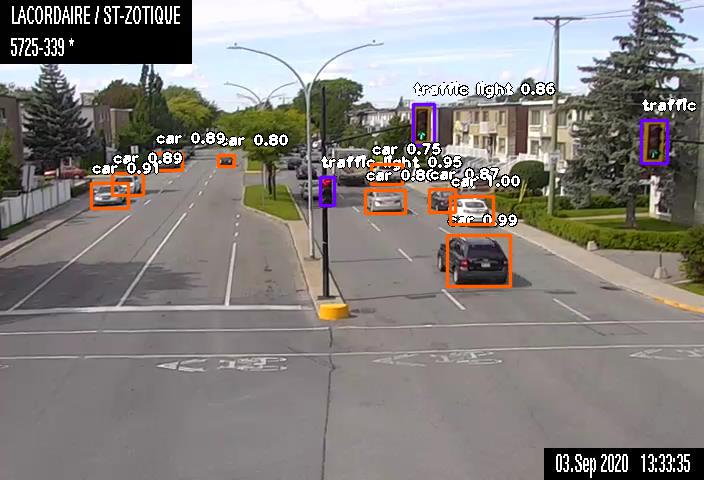 LACORDAIRE / ST-ZOTIQUE
5725-339 *
traffic light 0.86
traffic
car 0.89
car 0.80
car 0.75
car 0.89
traffic light 0.95
car 0.91
car 0.87
car 1.00
car 0.99
03.Sep 2020 13:33:35